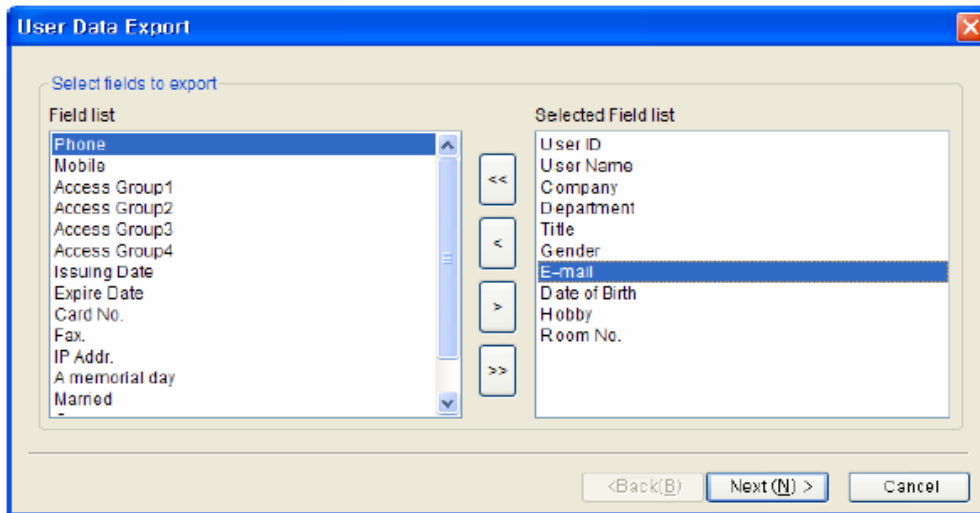 User Data Export
Select fields to export
Field list
Phone
Mobile
Access Group1
Access Group2
Access Group3
Access Group4
Issuing Date
Expire Date
Card No.
Fax.
IP Addr.
A memorial day
Married
<<
<
>
>>
Selected Field list
User ID
User Name
Company
Department
Title
Gender
E-mail
Date of Birth
Hobby
Room No.
<Back(B)
Next (N) >
Cancel